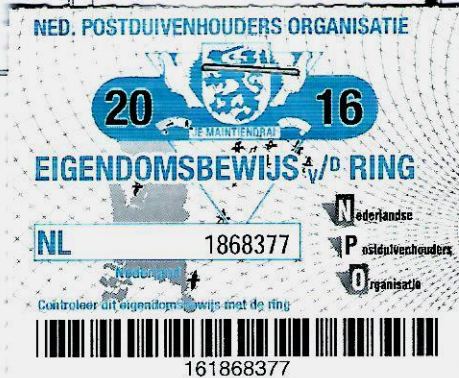 NED. POSTDUIVENHOUDERS ORGANISATIE
20 16
JE MAINTIENDRAI
EIGENDOMSBEWIJS V/D RING
Nederlandse
NL 1868377
Postduivenhouders
Nederland
Organisatie
Controleer dit eigendomsbewijs met de ring
161868377